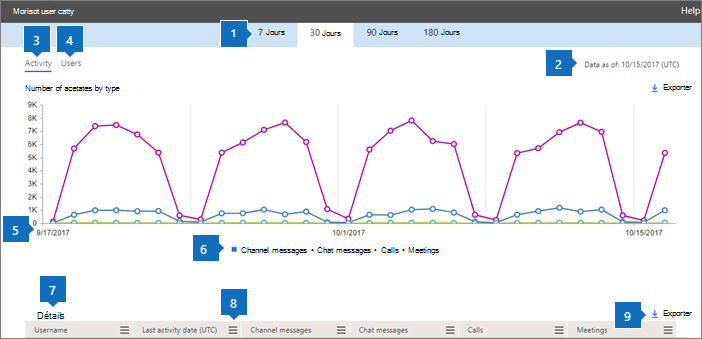 Morisot user catty
Help
1
7 Jours
30 Jours
90 Jours
180 Jours
3
4
Activity
Users
2
Data as of: 10/15/2017 (UTC)
Number of acetates by type
Exporter
9K
8K
7K
6K
5K
4K
3K
2K
1K
0
5
9/17/2017
10/1/2017
10/15/2017
6
Channel messages • Chat messages • Calls • Meetings
7
Détails
8
9
Exporter
Username
Last activity date (UTC)
Channel messages
Chat messages
Calls
Meetings